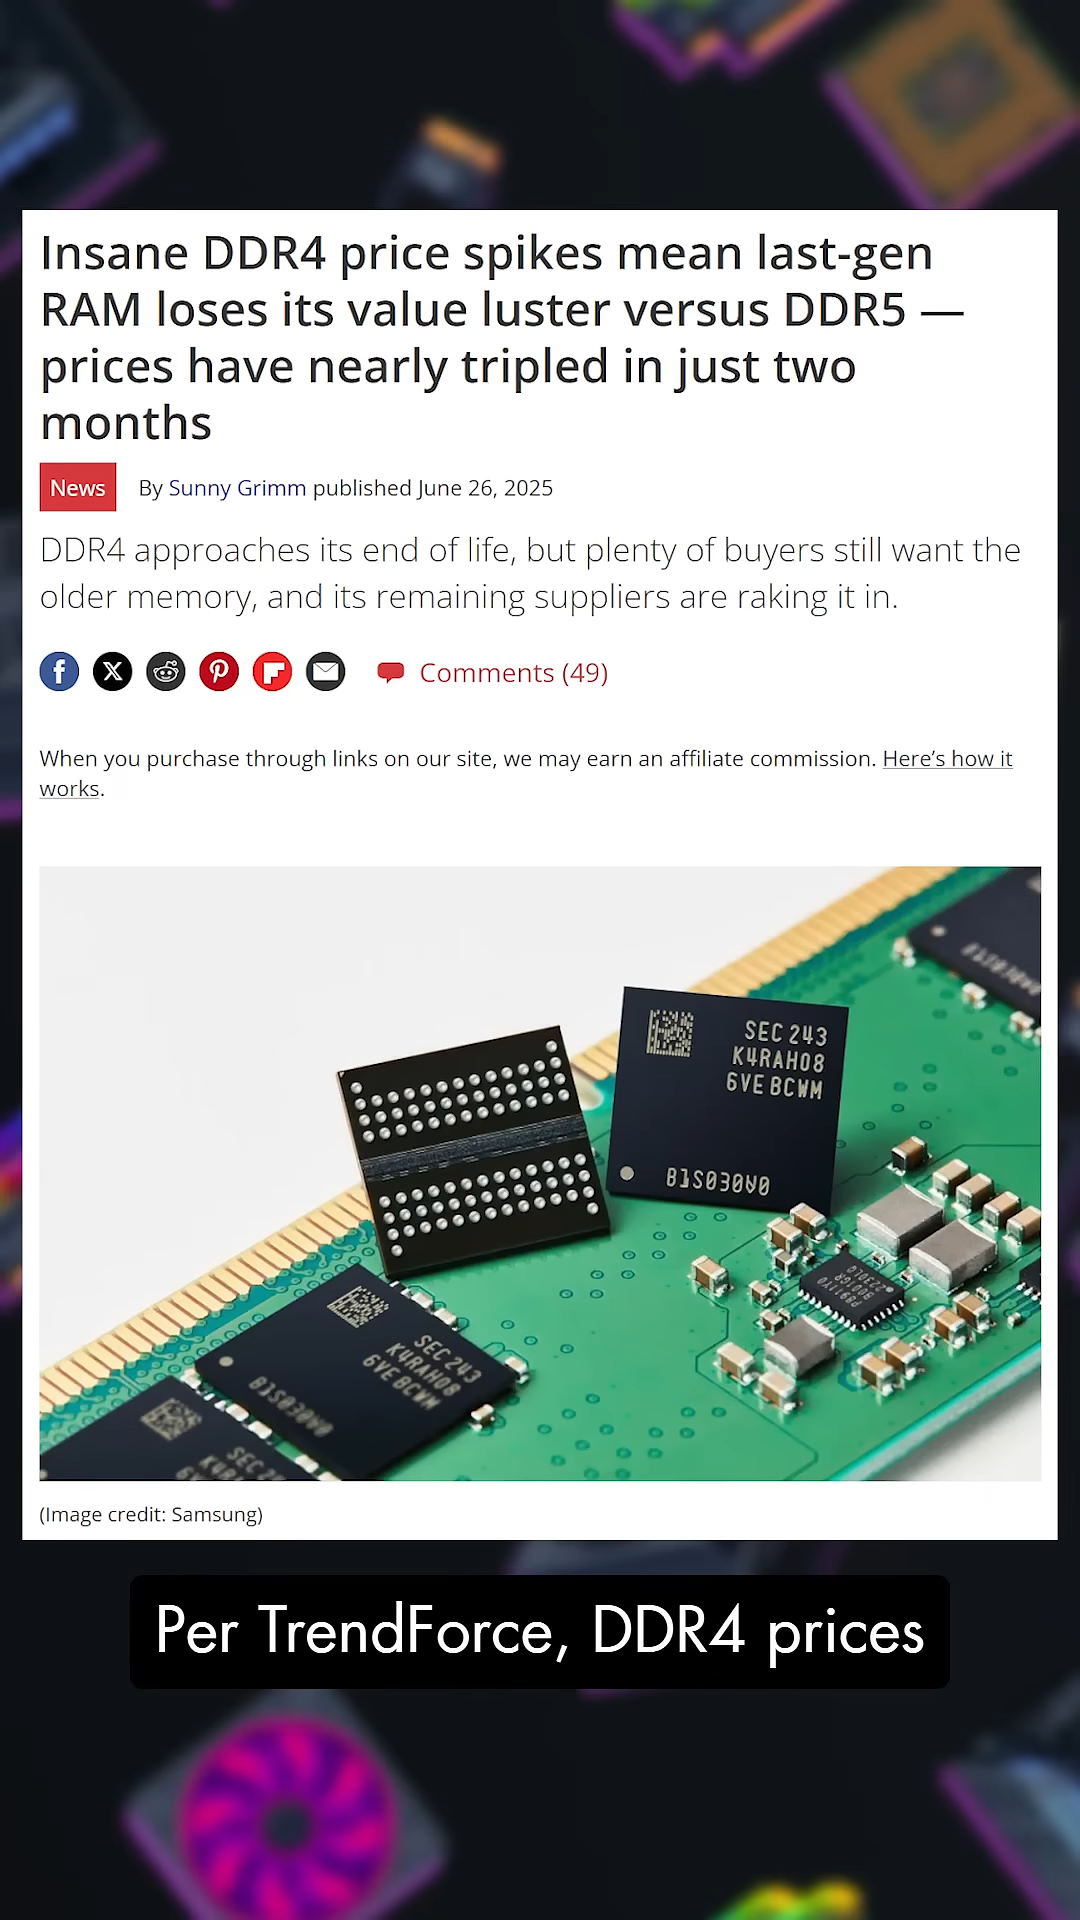 Insane DDR4 price spikes mean last-gen
RAM loses its value luster versus DDR5 —
prices have nearly tripled in just two
months
News
By Sunny Grimm published June 26, 2025
DDR4 approaches its end of life, but plenty of buyers still want the
older memory, and its remaining suppliers are raking it in.
Comments (49)
When you purchase through links on our site, we may earn an affiliate commission. Here's how it
works.
SEC 243
K4RAH08
6VE BCWM
B1S030V0
SEC 243
K4RAH08
6VE BCWM
B1S030V0
(Image credit: Samsung)
Per TrendForce, DDR4 prices